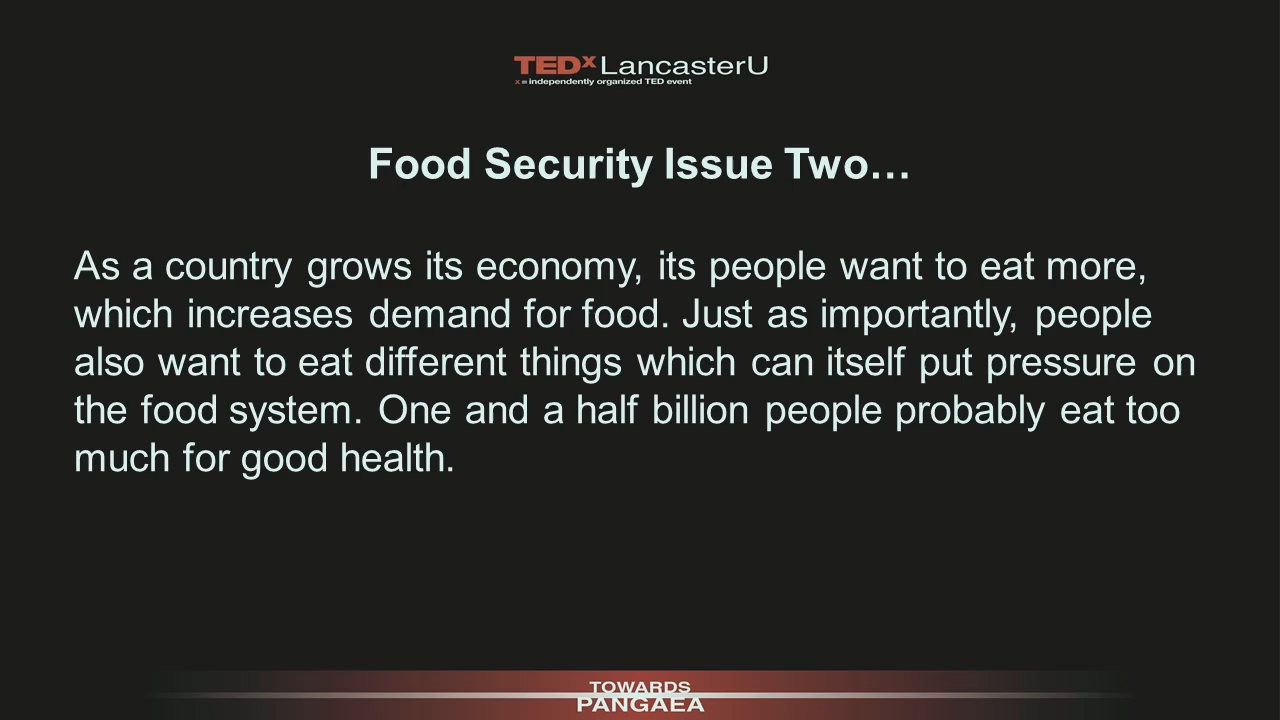 TEDx LancasterU
x = independently organized TED event
Food Security Issue Two…
As a country grows its economy, its people want to eat more,
which increases demand for food. Just as importantly, people
also want to eat different things which can itself put pressure on
the food system. One and a half billion people probably eat too
much for good health.
TOWARDS
PANGAEA